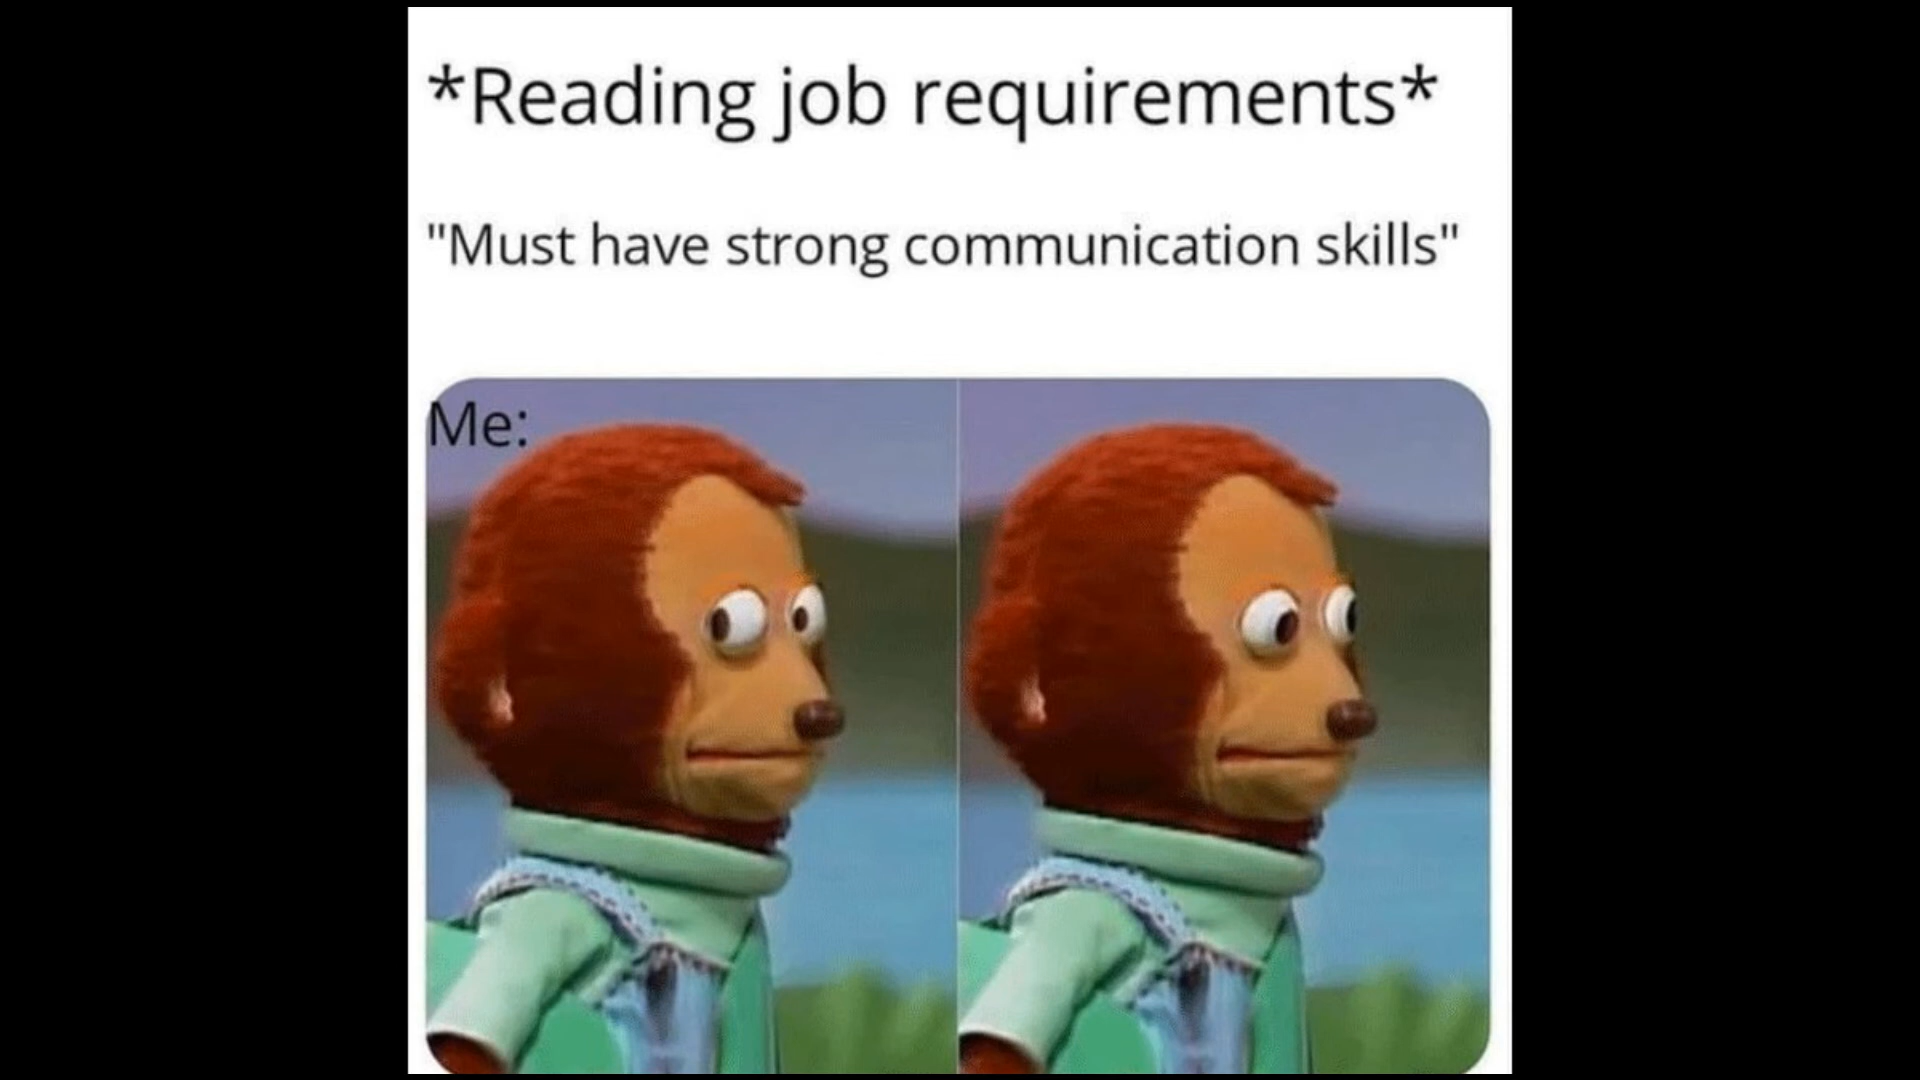 *Reading job requirements*
"Must have strong communication skills"
Me: